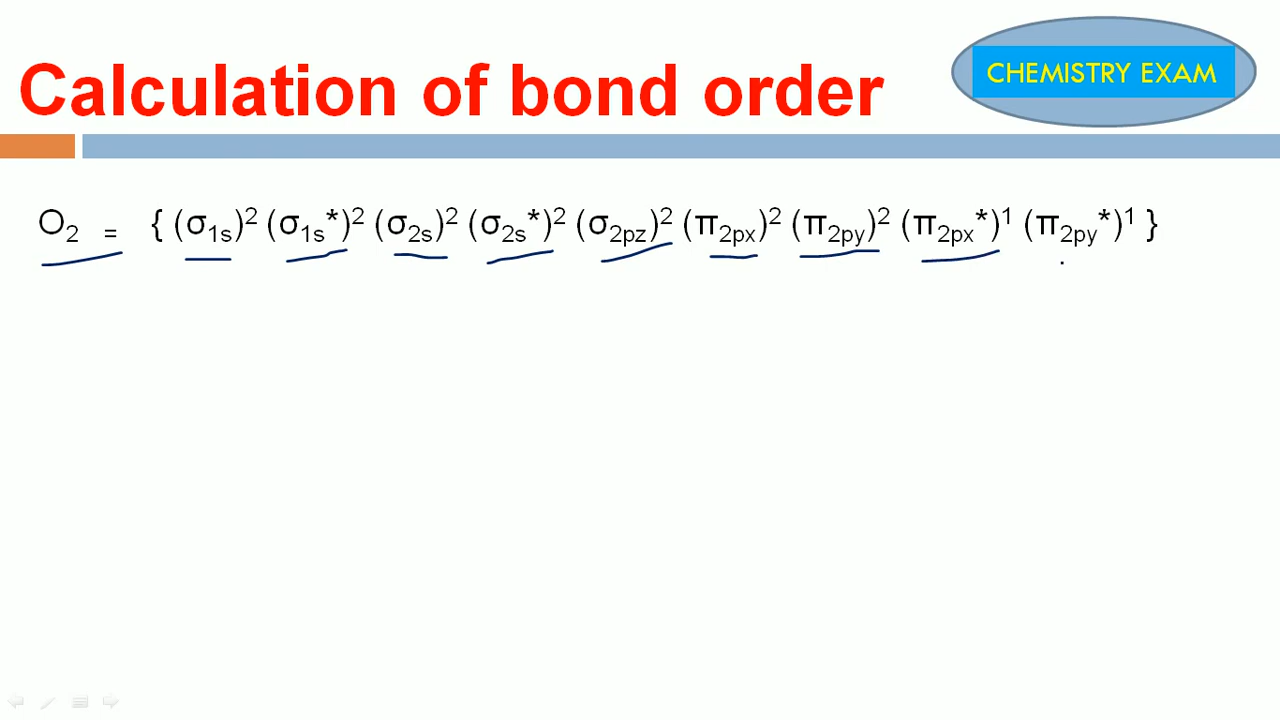 Calculation of bond order
CHEMISTRY EXAM
O₂ = { (σ₁ₛ)² (σ₁ₛ*)² (σ₂ₛ)² (σ₂ₛ*)² (σ₂pz)² (π₂px)² (π₂py)² (π₂px*)¹ (π₂py*)¹ }